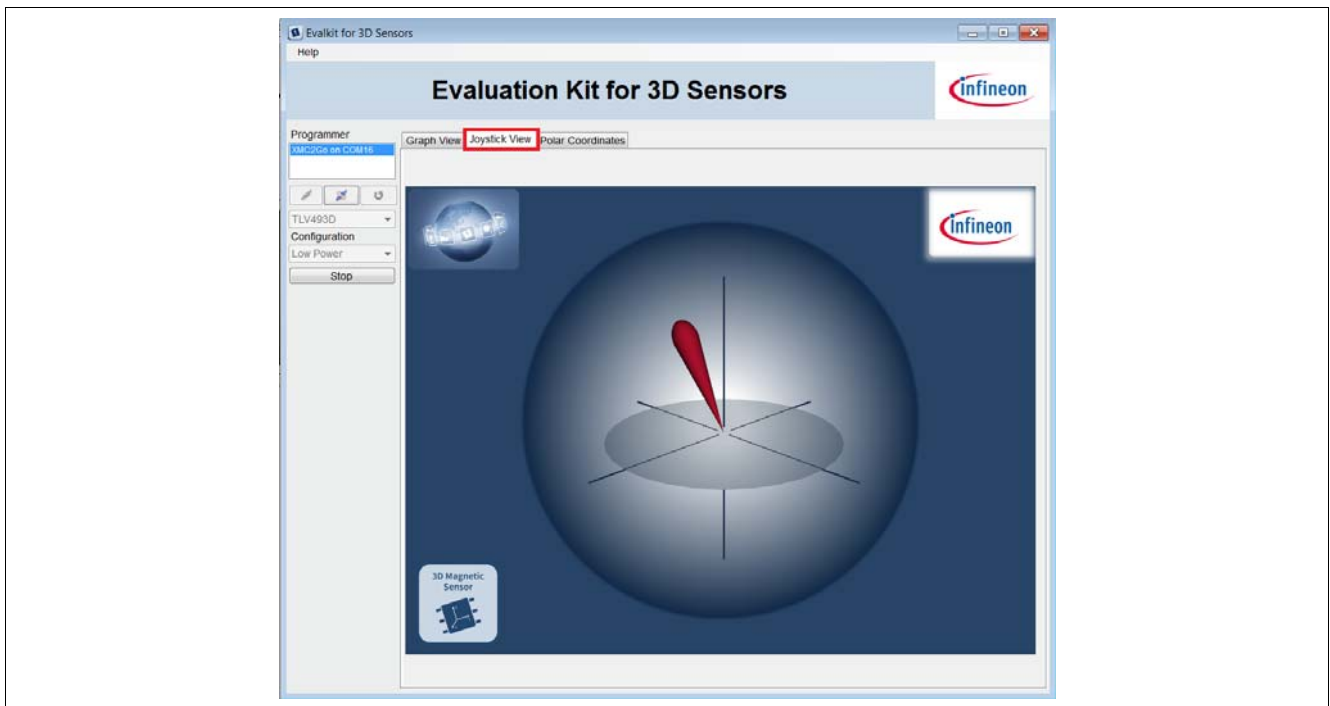 Evalkit for 3D Sensors
Help
Evaluation Kit for 3D Sensors
infineon
Programmer
XMC2Go on COM16
TLV493D
Configuration
Low Power
Stop
Graph View Joystick View Polar Coordinates
infineon
3D Magnetic
Sensor